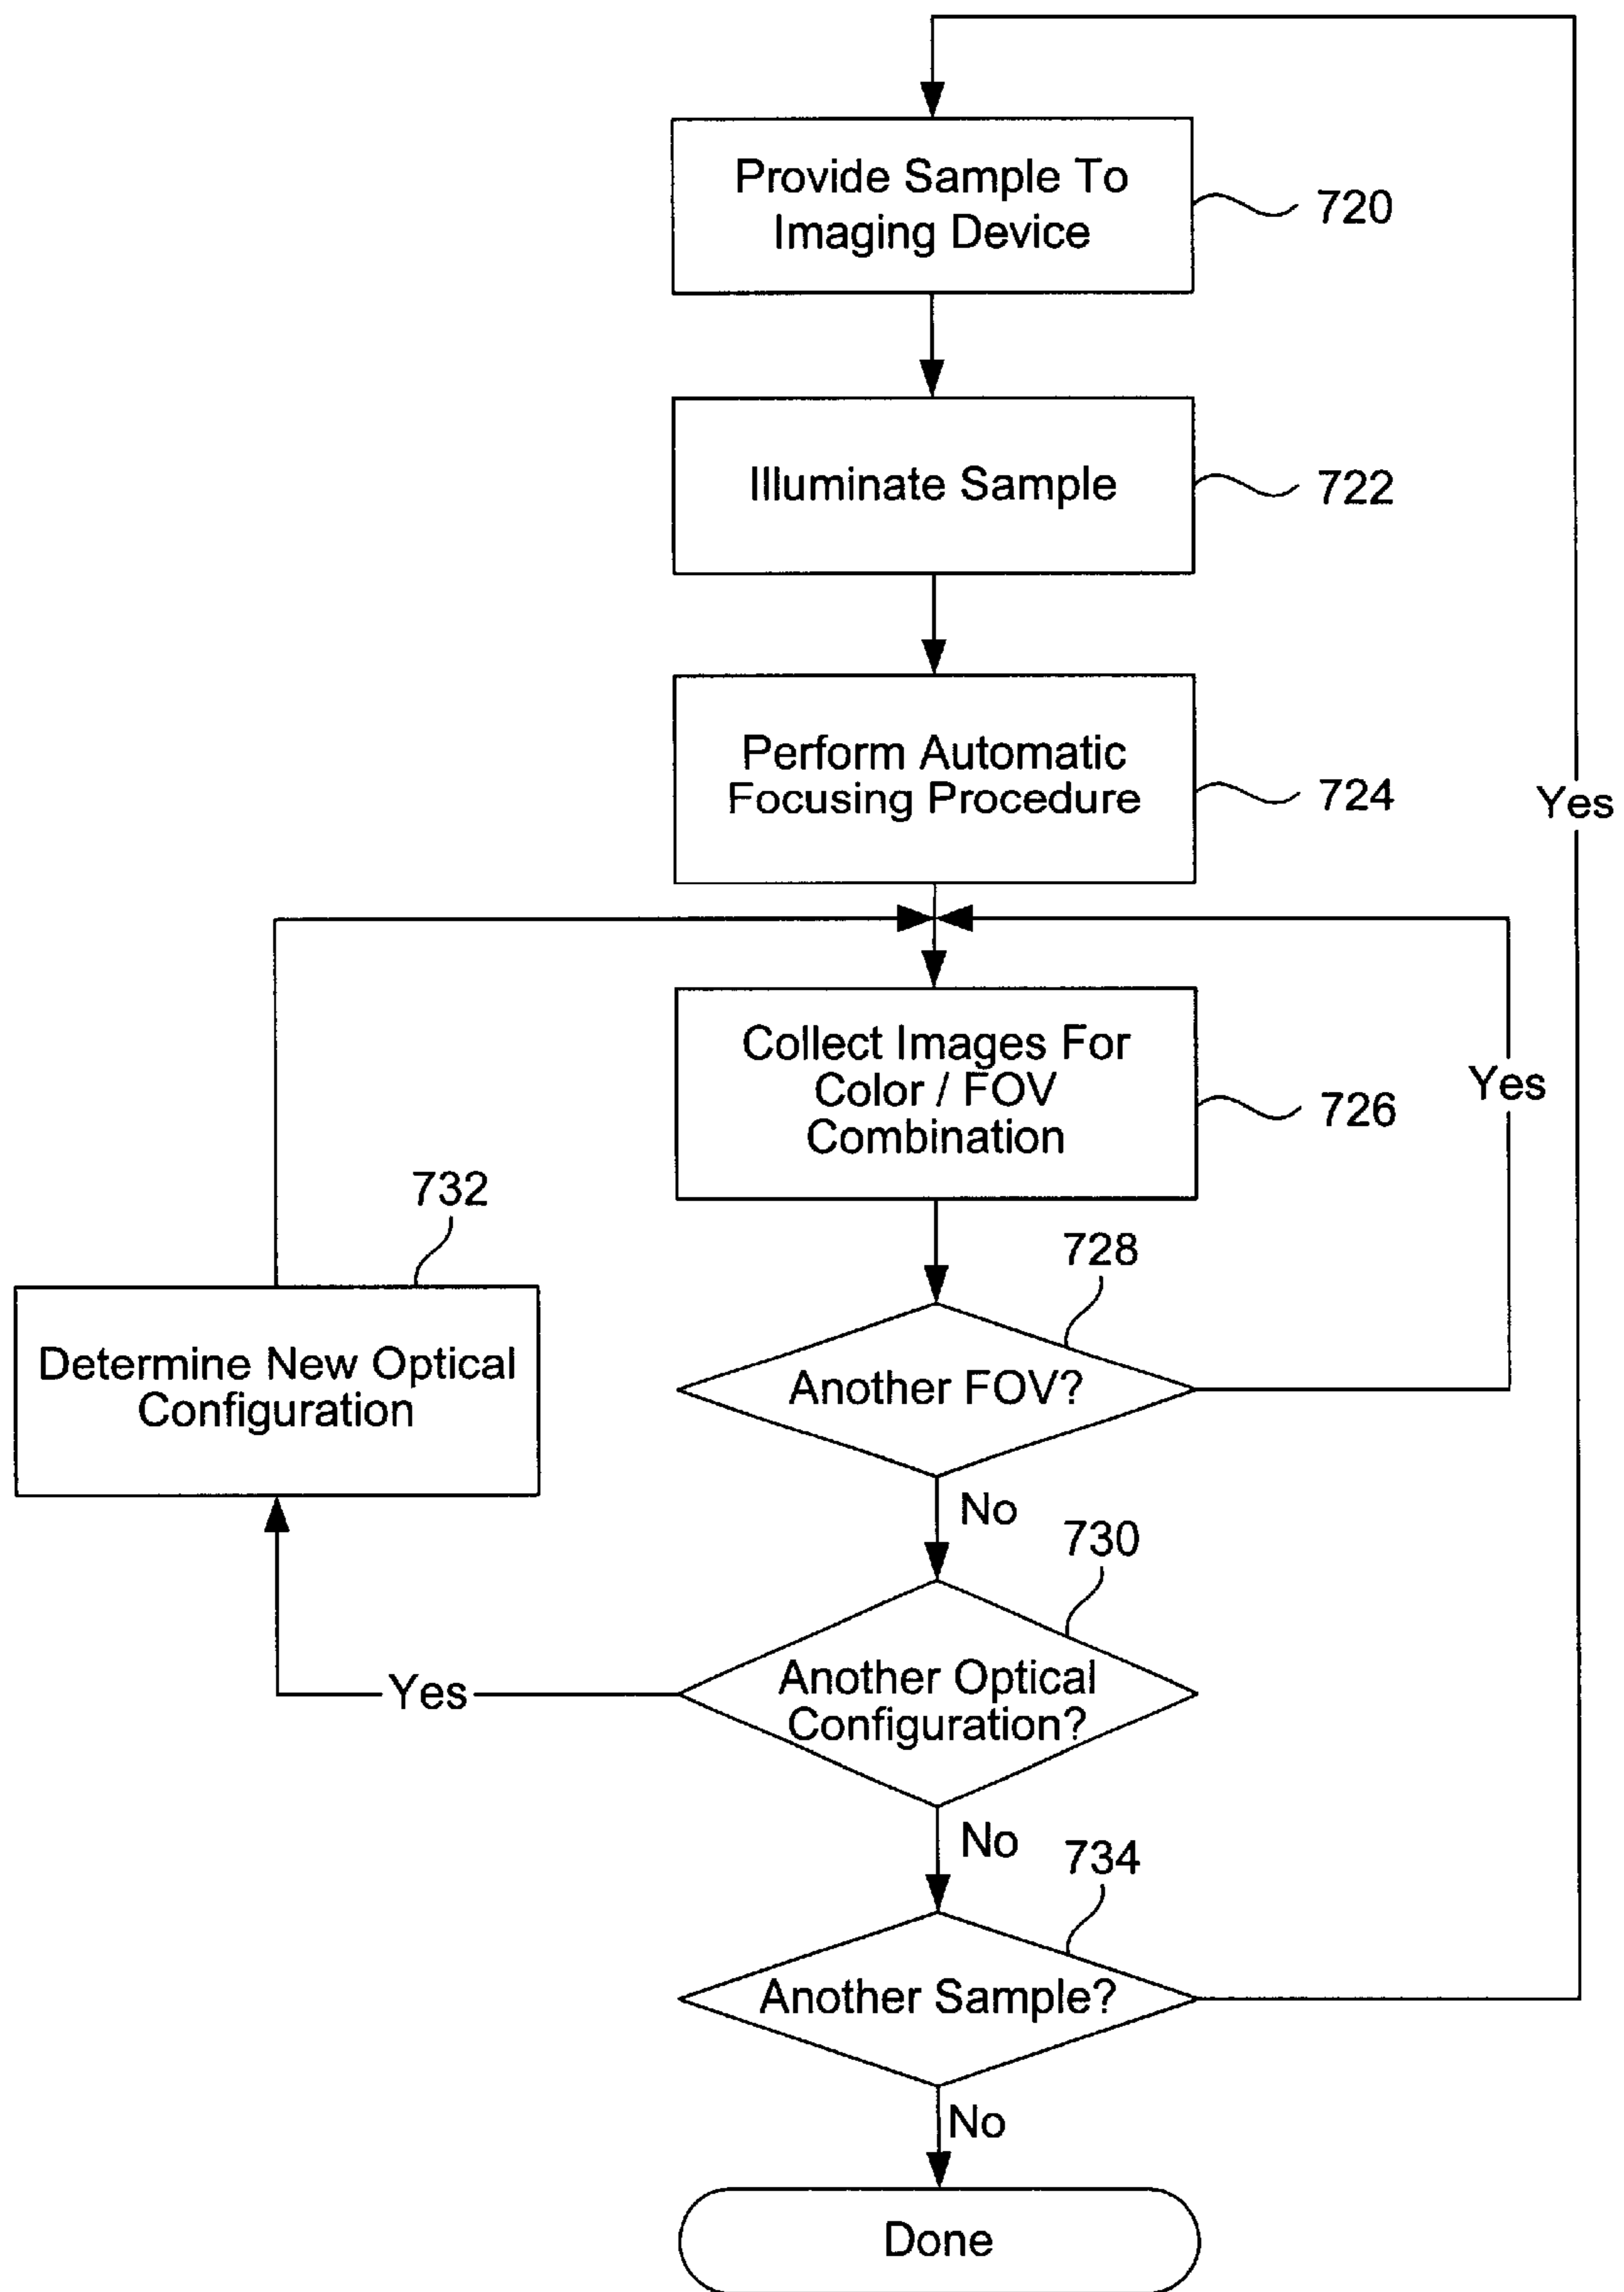 Provide Sample To
Imaging Device
720
Illuminate Sample
722
Perform Automatic
Focusing Procedure
724
Yes
Collect Images For
Color / FOV
Combination
726
Yes
732
Determine New Optical
Configuration
728
Another FOV?
No
730
Another Optical
Configuration?
Yes
No
734
Another Sample?
No
Done